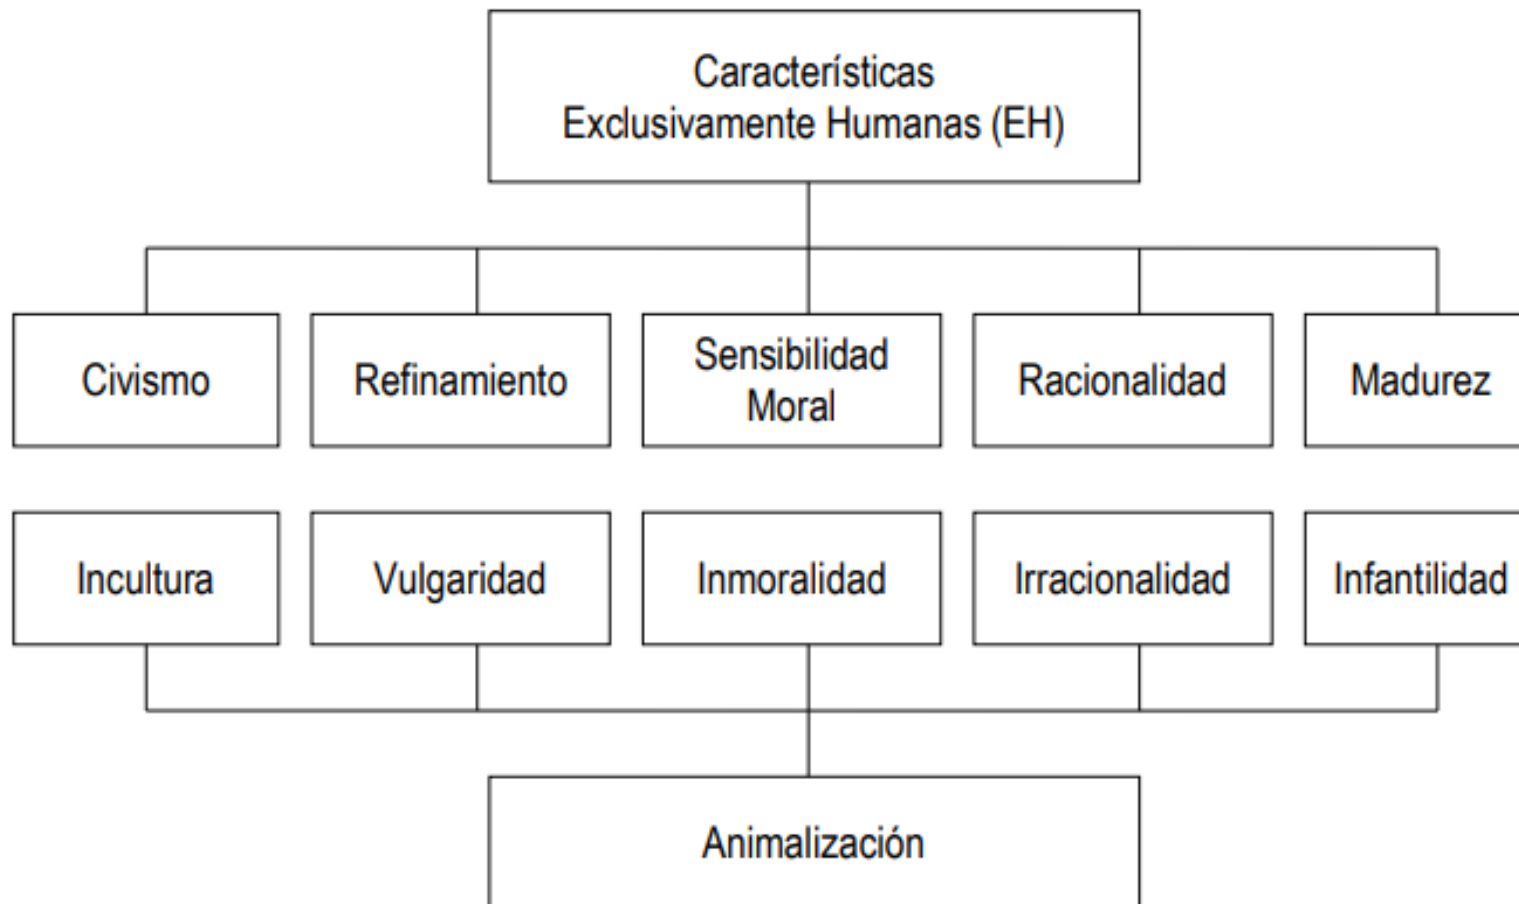 Características
Exclusivamente Humanas (EH)
Civismo
Refinamiento
Sensibilidad
Moral
Racionalidad
Madurez
Incultura
Vulgaridad
Inmoralidad
Irracionalidad
Infantilidad
Animalización